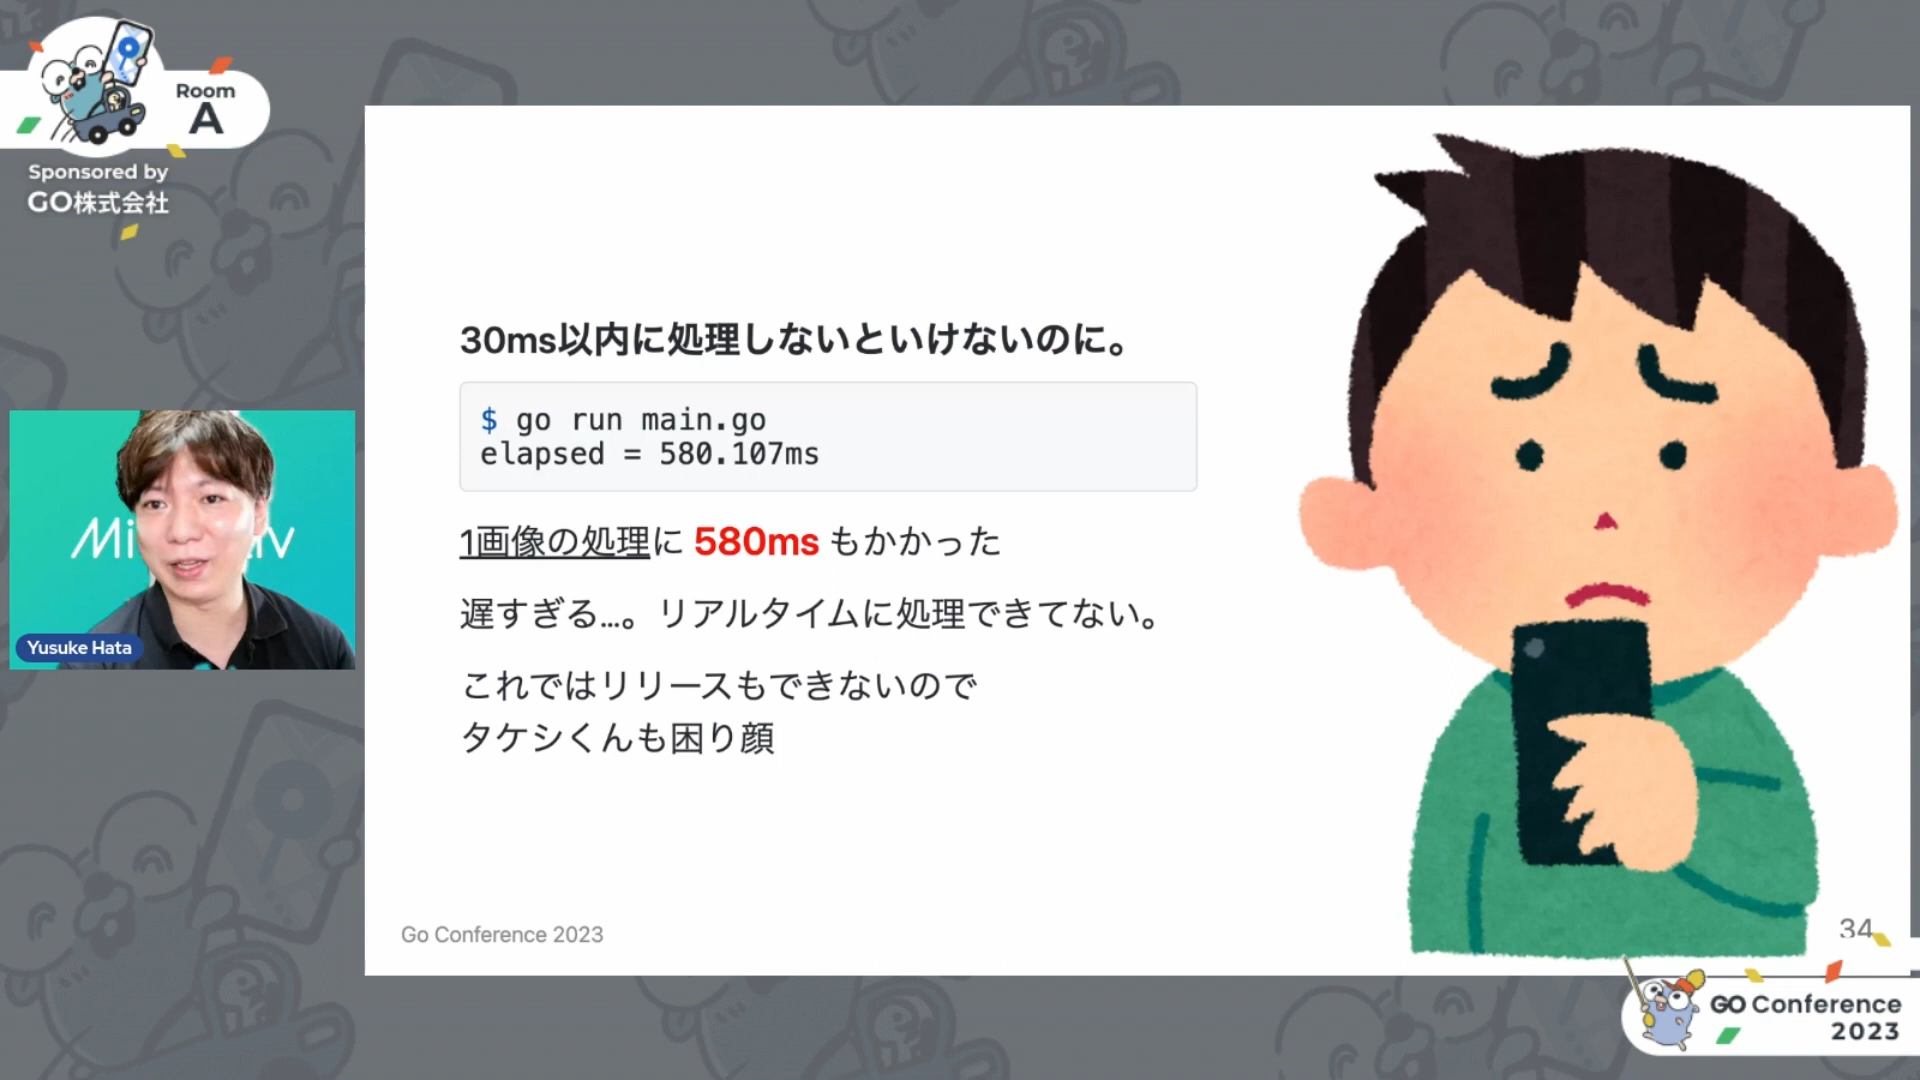 Room
A
Sponsored by
GO株式会社
30ms以内に処理しないといけないのに。
$ go run main.go
elapsed = 580.107ms
1画像の処理に 580ms もかかった
遅すぎる...。リアルタイムに処理できてない。
これではリリースもできないので
タケシくんも困り顔
Yusuke Hata
Go Conference 2023
34
GO Conference
2023